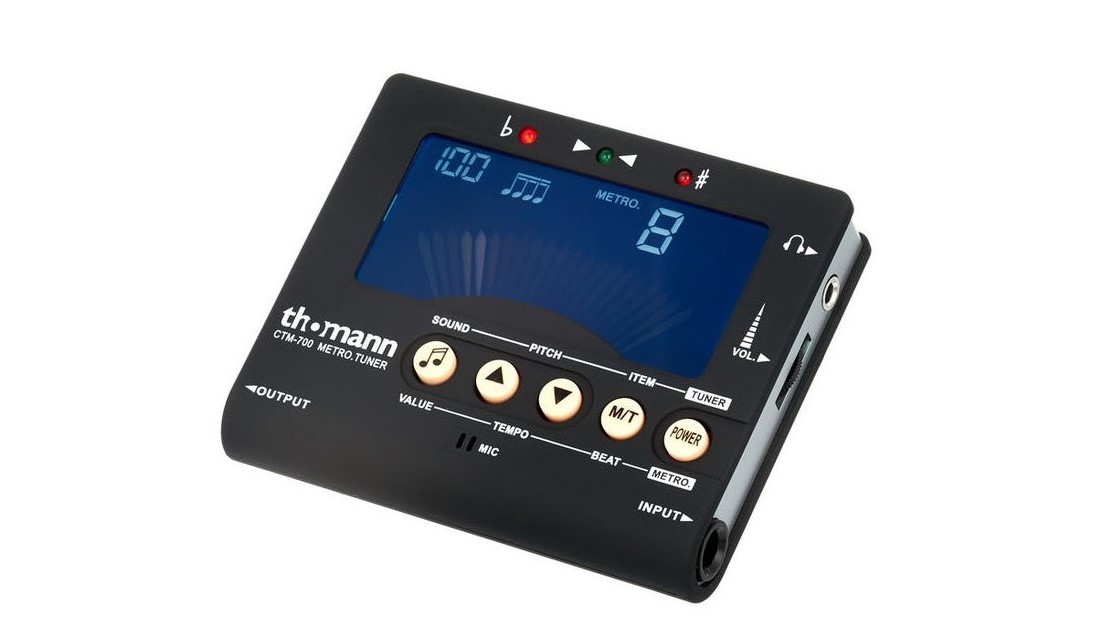 ♭
#
100
METRO.
8
thomann
CTM-700 METRO.TUNER
SOUND
PITCH
ITEM
TUNER
M/T
POWER
VALUE
TEMPO
BEAT
METRO.
MIC
OUTPUT
INPUT
VOL.